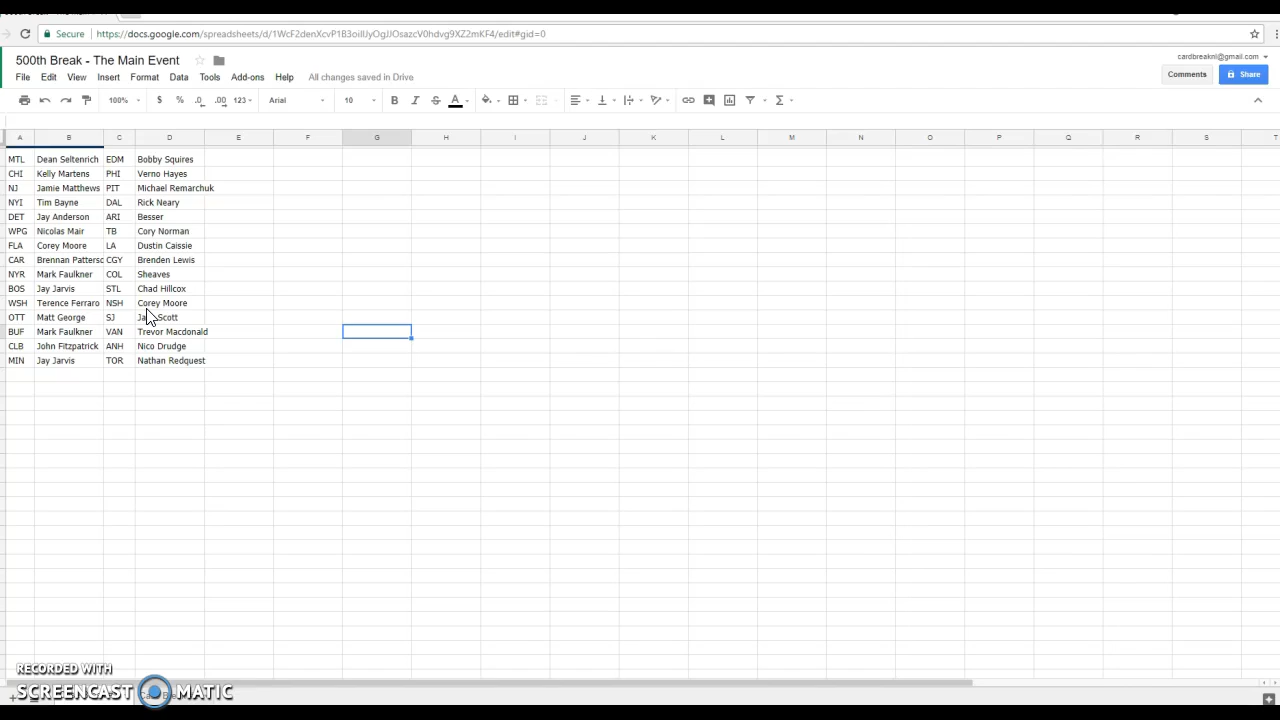 Secure https://docs.google.com/spreadsheets/d/1WcF2denXcvP1B3oilUyOgJJOsazcV0hdvg9XZ2mKF4/edit#gid=0
500th Break - The Main Event
cardbreaknl@gmail.com
File Edit View Insert Format Data Tools Add-ons Help All changes saved in Drive
Comments Share
100% $ % .0 .00 123 Arial 10 B I S A
A B C D E F G H I J K L M N O P Q R S T
MTL Dean Seltenrich EDM Bobby Squires
CHI Kelly Martens PHI Verno Hayes
NJ Jamie Matthews PIT Michael Remarchuk
NYI Tim Bayne DAL Rick Neary
DET Jay Anderson ARI Besser
WPG Nicolas Mair TB Cory Norman
FLA Corey Moore LA Dustin Caissie
CAR Brennan Patterso CGY Brenden Lewis
NYR Mark Faulkner COL Sheaves
BOS Jay Jarvis STL Chad Hillcox
WSH Terence Ferraro NSH Corey Moore
OTT Matt George SJ Scott
BUF Mark Faulkner VAN Trevor Macdonald
CLB John Fitzpatrick ANH Nico Drudge
MIN Jay Jarvis TOR Nathan Redquest
RECORDED WITH
SCREENCAST MATIC